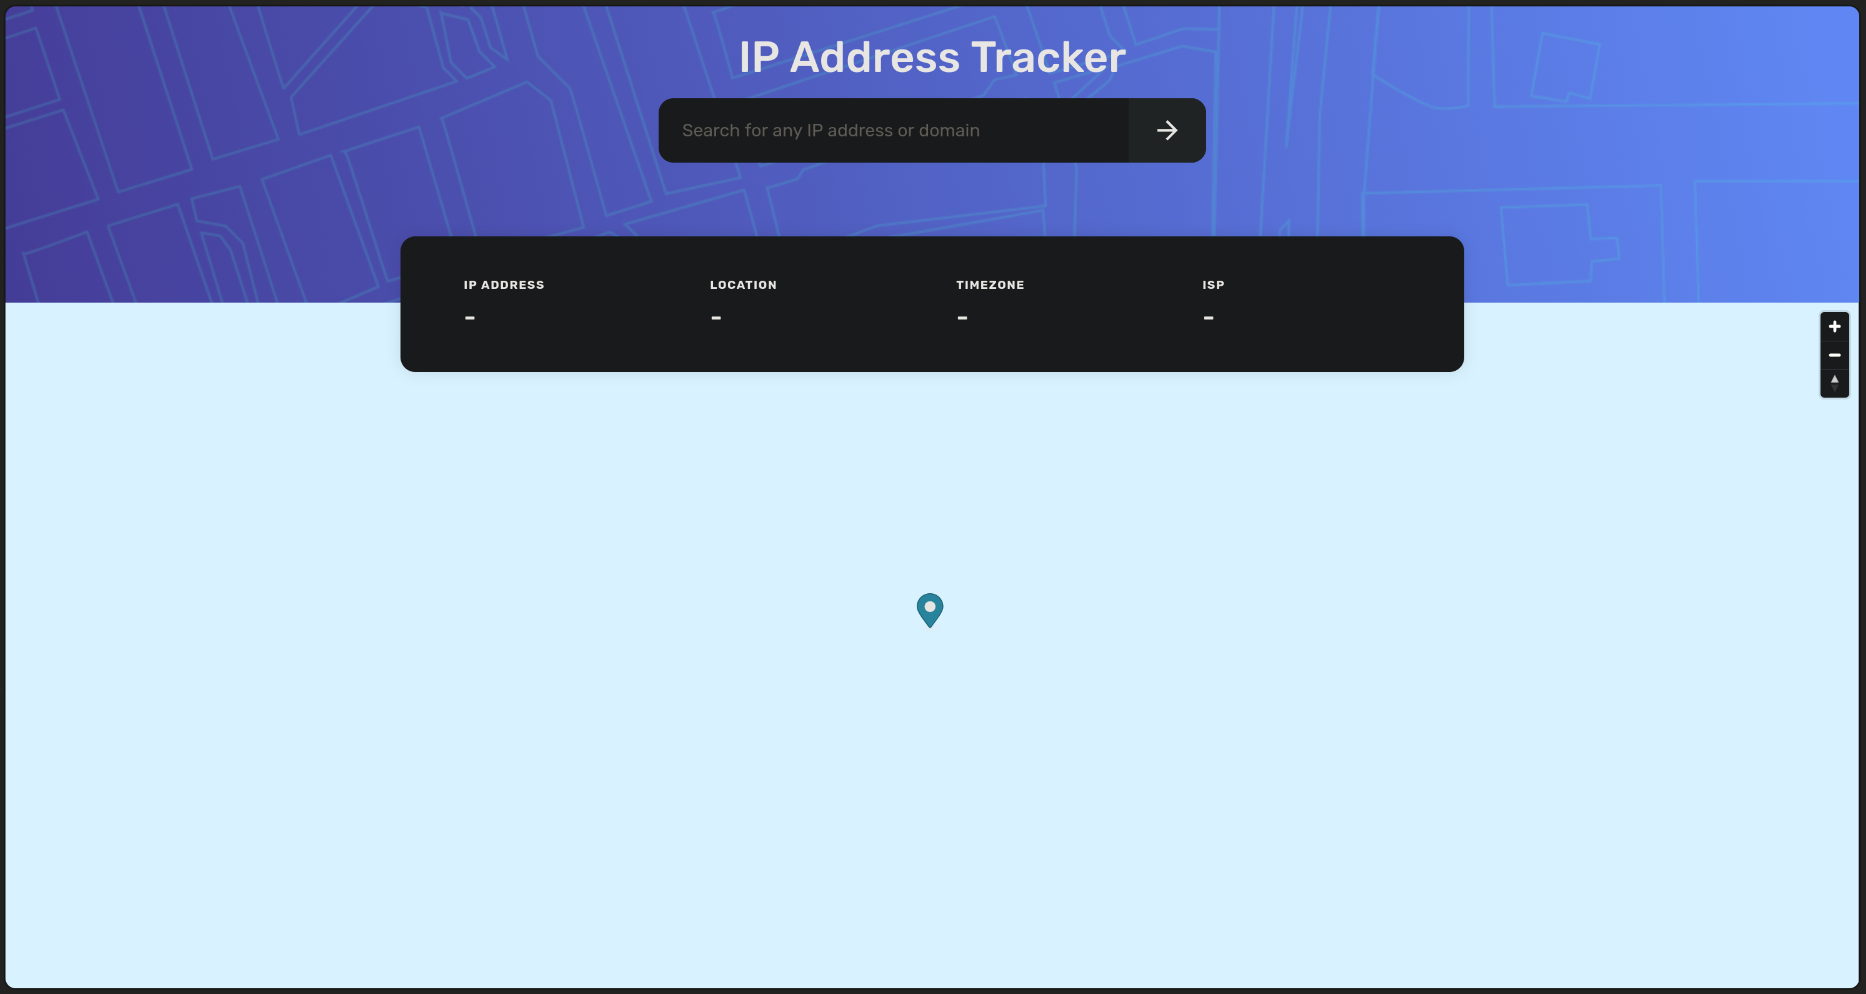 IP Address Tracker
Search for any IP address or domain
IP ADDRESS LOCATION TIMEZONE ISP
- - - -